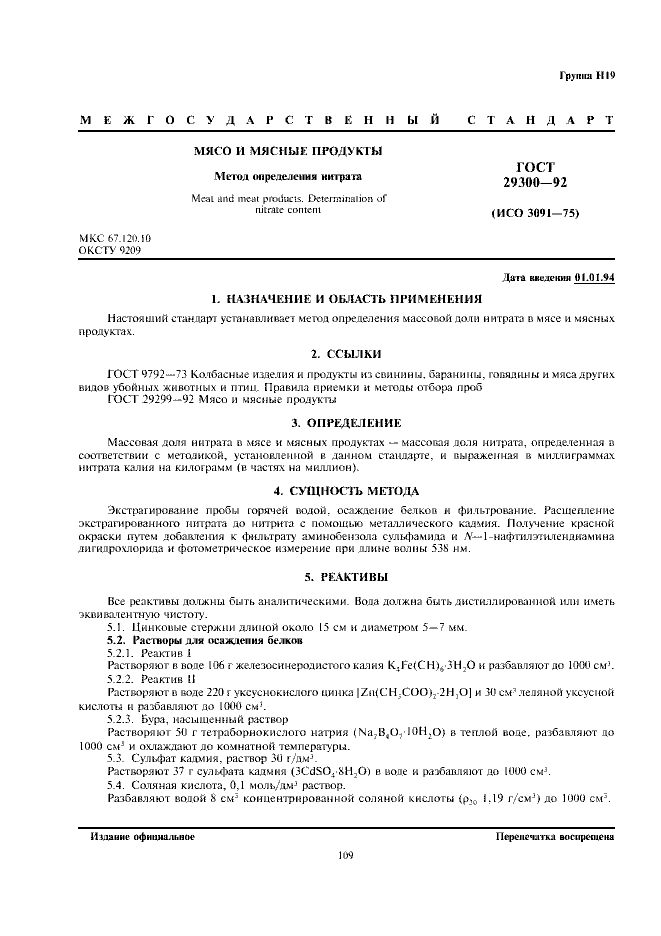 Группа Н19
МЕЖГОСУДАРСТВЕННЫЙ СТАНДАРТ
МЯСО И МЯСНЫЕ ПРОДУКТЫ
Метод определения нитрата
Meat and meat products. Determination of
nitrate content
ГОСТ
29300—92
(ИСО 3091—75)
МКС 67.120.10
ОКСТУ 9209
Дата введения 01.01.94
1. НАЗНАЧЕНИЕ И ОБЛАСТЬ ПРИМЕНЕНИЯ
Настоящий стандарт устанавливает метод определения массовой доли нитрата в мясе и мясных
продуктах.
2. ССЫЛКИ
ГОСТ 9792—73 Колбасные изделия и продукты из свинины, баранины, говядины и мяса других
видов убойных животных и птиц. Правила приемки и методы отбора проб
ГОСТ 29299—92 Мясо и мясные продукты
3. ОПРЕДЕЛЕНИЕ
Массовая доля нитрата в мясе и мясных продуктах — массовая доля нитрата, определенная в
соответствии с методикой, установленной в данном стандарте, и выраженная в миллиграммах
нитрата калия на килограмм (в частях на миллион).
4. СУЩНОСТЬ МЕТОДА
Экстрагирование пробы горячей водой, осаждение белков и фильтрование. Расщепление
экстрагированного нитрата до нитрита с помощью металлического кадмия. Получение красной
окраски путем добавления к фильтрату аминобензола сульфамида и N—1-нафтилэтилендиамина
дигидрохлорида и фотометрическое измерение при длине волны 538 нм.
5. РЕАКТИВЫ
Все реактивы должны быть аналитическими. Вода должна быть дистиллированной или иметь
эквивалентную чистоту.
5.1. Цинковые стержни длиной около 15 см и диаметром 5—7 мм.
5.2. Растворы для осаждения белков
5.2.1. Реактив I
Растворяют в воде 106 г железосинеродистого калия K₄Fe(CH)₆·3H₂O и разбавляют до 1000 см³.
5.2.2. Реактив II
Растворяют в воде 220 г уксуснокислого цинка [Zn(CH₃COO)₂·2H₂O] и 30 см³ ледяной уксусной
кислоты и разбавляют до 1000 см³.
5.2.3. Бура, насыщенный раствор
Растворяют 50 г тетраборнокислого натрия (Na₂B₄O₇·10H₂O) в теплой воде, разбавляют до
1000 см³ и охлаждают до комнатной температуры.
5.3. Сульфат кадмия, раствор 30 г/дм³.
Растворяют 37 г сульфата кадмия (3CdSO₄·8H₂O) в воде и разбавляют до 1000 см³.
5.4. Соляная кислота, 0,1 моль/дм³ раствор.
Разбавляют водой 8 см³ концентрированной соляной кислоты (ρ₂₀ 1,19 г/см³) до 1000 см³.
Издание официальное
Перепечатка воспрещена
109